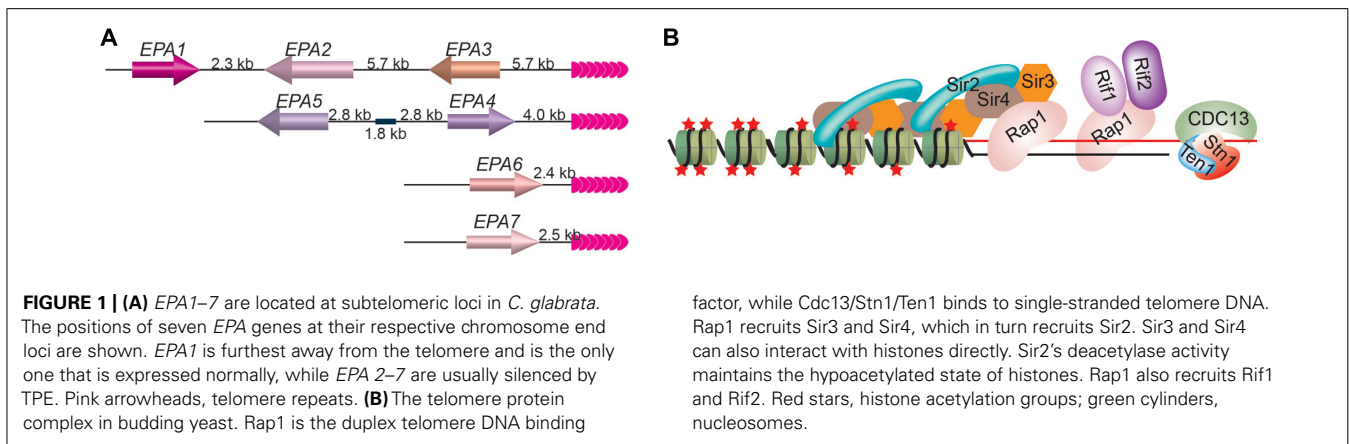 A
EPA1
EPA2
EPA3
2.3 kb
5.7 kb
5.7 kb
EPA5
EPA4
2.8 kb
2.8 kb
4.0 kb
1.8 kb
EPA6
2.4 kb
EPA7
2.5 kb
B
Sir2
Sir3
Sir4
Rap1
Rif1
Rif2
Rap1
CDC13
Stn1
Ten1
FIGURE 1 | (A) EPA1–7 are located at subtelomeric loci in C. glabrata.
The positions of seven EPA genes at their respective chromosome end
loci are shown. EPA1 is furthest away from the telomere and is the only
one that is expressed normally, while EPA 2–7 are usually silenced by
TPE. Pink arrowheads, telomere repeats. (B) The telomere protein
complex in budding yeast. Rap1 is the duplex telomere DNA binding
factor, while Cdc13/Stn1/Ten1 binds to single-stranded telomere DNA.
Rap1 recruits Sir3 and Sir4, which in turn recruits Sir2. Sir3 and Sir4
can also interact with histones directly. Sir2's deacetylase activity
maintains the hypoacetylated state of histones. Rap1 also recruits Rif1
and Rif2. Red stars, histone acetylation groups; green cylinders,
nucleosomes.